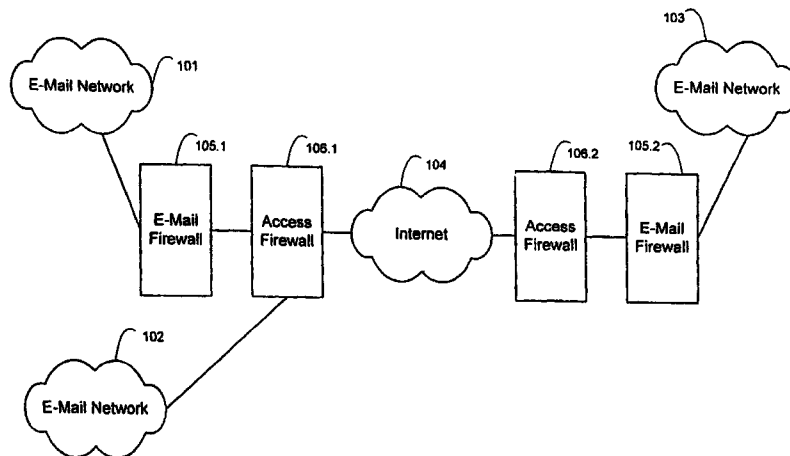 103
101
E-Mail Network
E-Mail Network
105.1
106.1
104
106.2
105.2
E-Mail
Firewall
Access
Firewall
Internet
Access
Firewall
E-Mail
Firewall
102
E-Mail Network